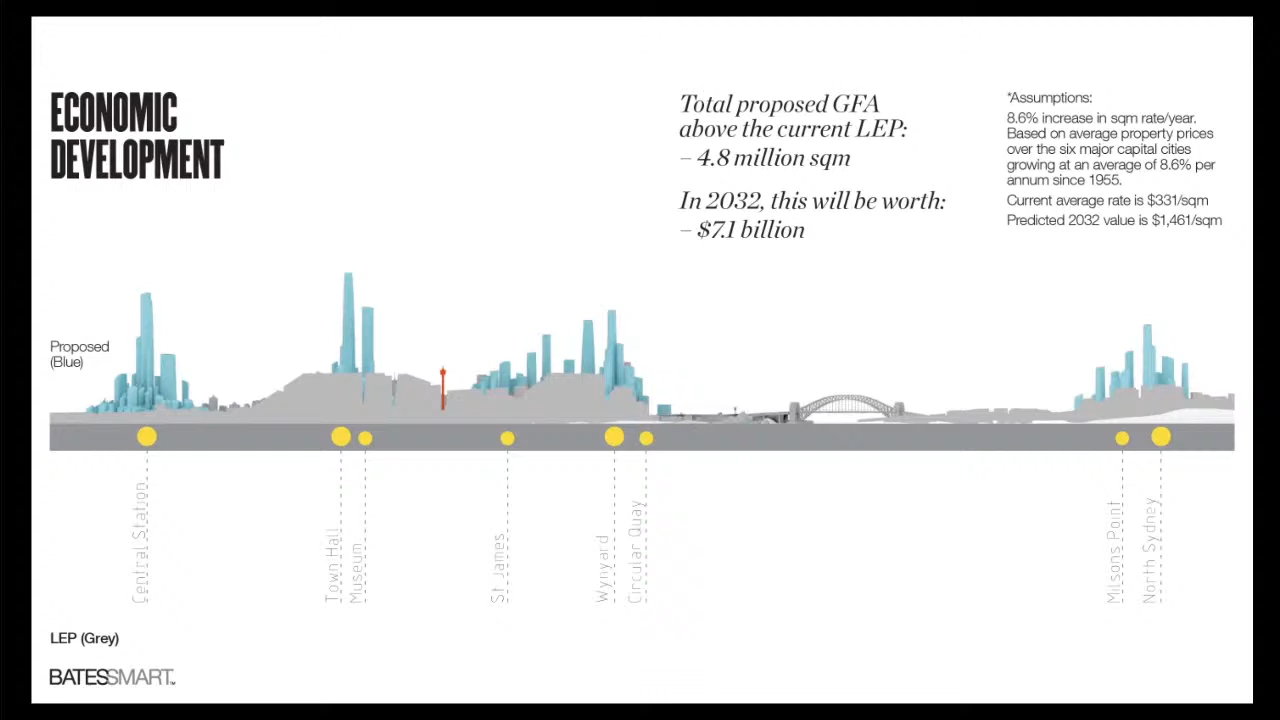 ECONOMIC
DEVELOPMENT
Total proposed GFA
above the current LEP:
– 4.8 million sqm
In 2032, this will be worth:
– $7.1 billion
*Assumptions:
8.6% increase in sqm rate/year.
Based on average property prices
over the six major capital cities
growing at an average of 8.6% per
annum since 1955.
Current average rate is $331/sqm
Predicted 2032 value is $1,461/sqm
Proposed
(Blue)
Central Station
Town Hall
Museum
St James
Wynyard
Circular Quay
Milsons Point
North Sydney
LEP (Grey)
BATESSMART™